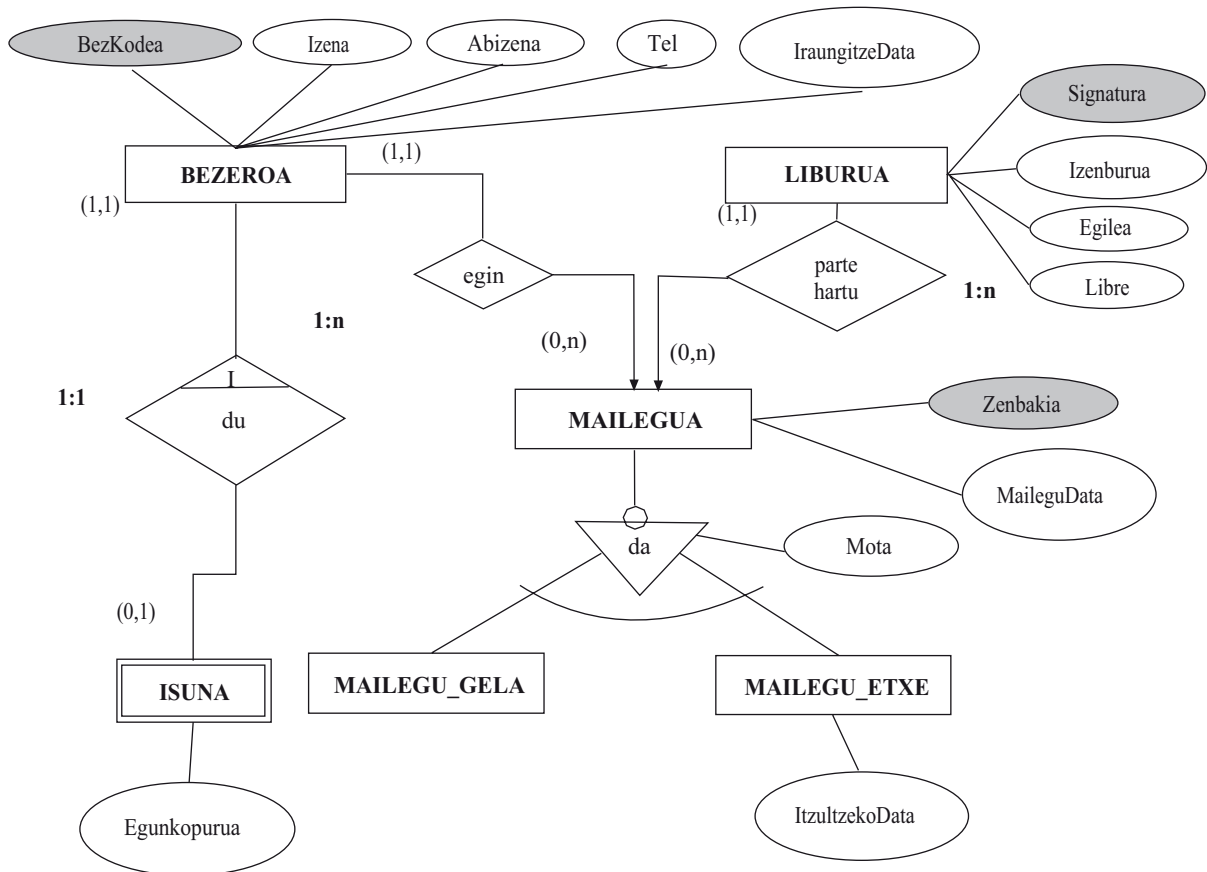 BezKodea
Izena
Abizena
Tel
IraungitzeData
Signatura
(1,1)
BEZEROA
LIBURUA
Izenburua
(1,1)
(1,1)
Egilea
egin
parte
hartu
Libre
1:n
1:n
(0,n)
(0,n)
I
1:1
du
MAILEGUA
Zenbakia
MaileguData
da
Mota
(0,1)
ISUNA
MAILEGU_GELA
MAILEGU_ETXE
Egunkopurua
ItzultzekoData